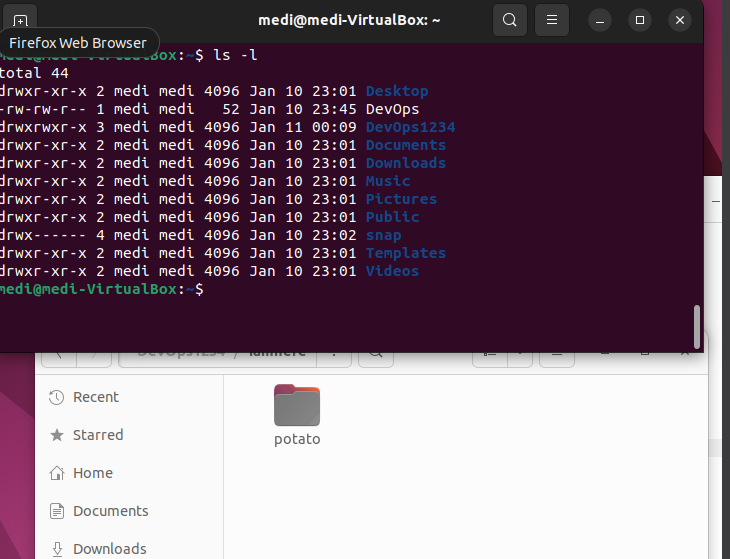 medi@medi-VirtualBox: ~
Firefox Web Browser
medi@medi-VirtualBox:~$ ls -l
total 44
drwxr-xr-x 2 medi medi 4096 Jan 10 23:01 Desktop
-rw-rw-r-- 1 medi medi   52 Jan 10 23:45 DevOps
drwxrwxr-x 3 medi medi 4096 Jan 11 00:09 DevOps1234
drwxr-xr-x 2 medi medi 4096 Jan 10 23:01 Documents
drwxr-xr-x 2 medi medi 4096 Jan 10 23:01 Downloads
drwxr-xr-x 2 medi medi 4096 Jan 10 23:01 Music
drwxr-xr-x 2 medi medi 4096 Jan 10 23:01 Pictures
drwxr-xr-x 2 medi medi 4096 Jan 10 23:01 Public
drwx------ 4 medi medi 4096 Jan 10 23:02 snap
drwxr-xr-x 2 medi medi 4096 Jan 10 23:01 Templates
drwxr-xr-x 2 medi medi 4096 Jan 10 23:01 Videos
medi@medi-VirtualBox:~$
DevOps1234 /
Recent
potato
Starred
Home
Documents
Downloads